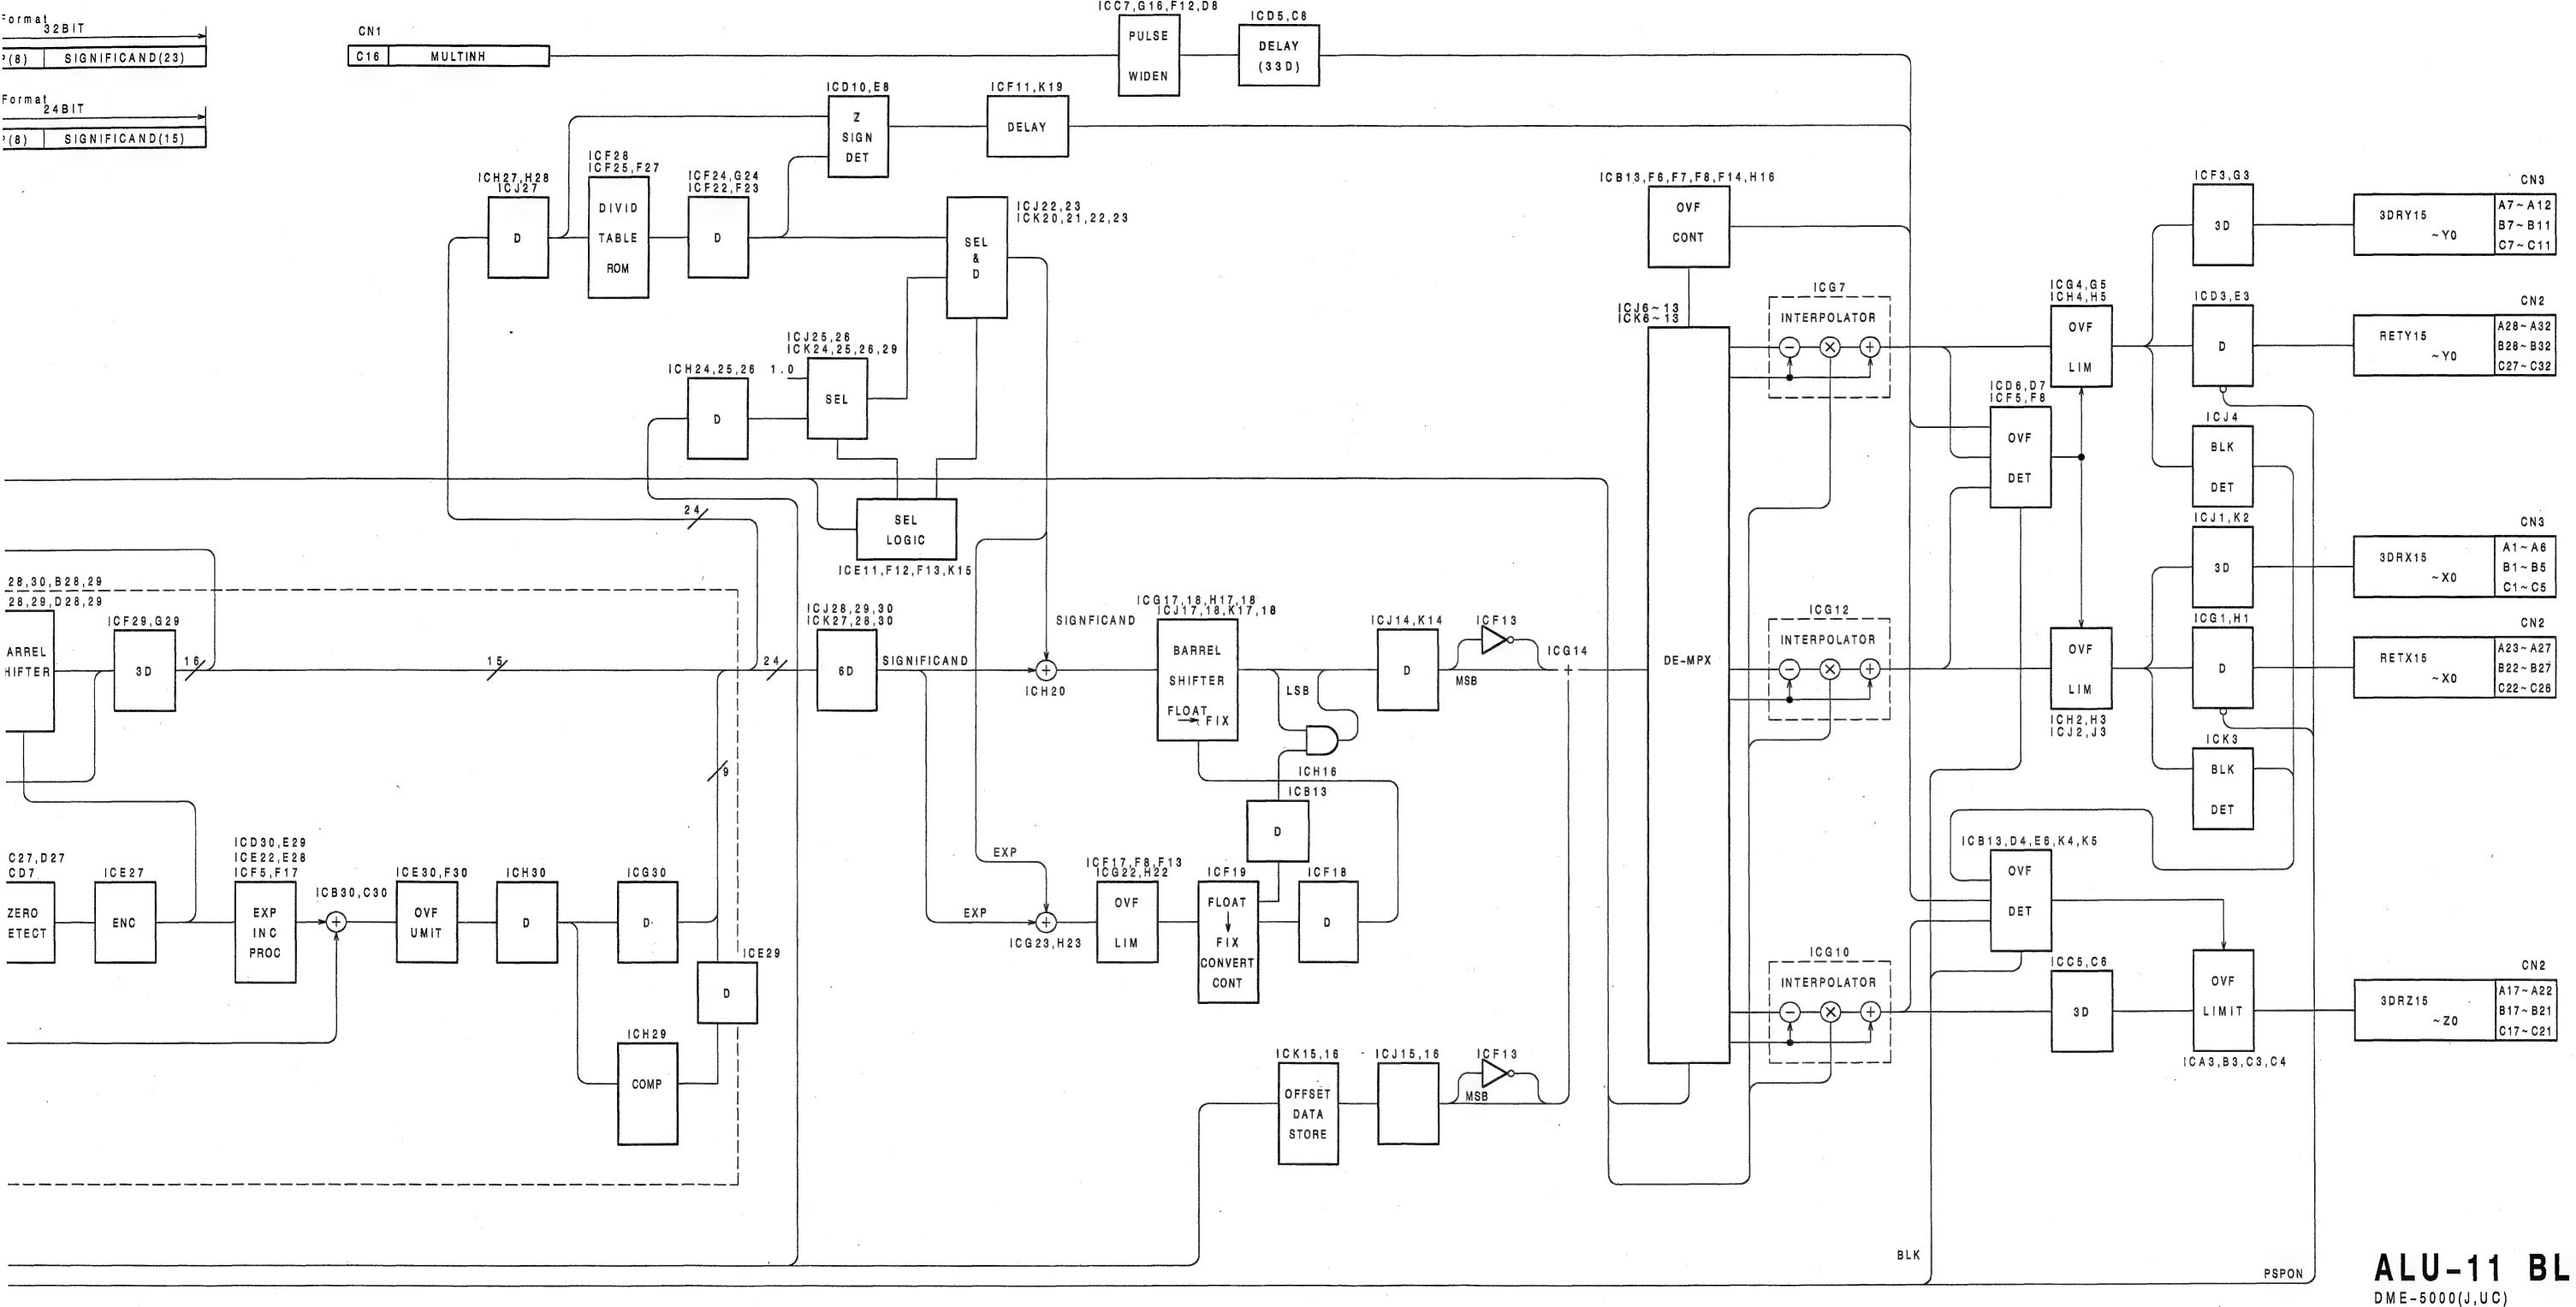 Format
32BIT
P(8) SIGNIFICAND(23)
Format
24BIT
P(8) SIGNIFICAND(15)
CN1
C16 MULTINH
ICC7,G16,F12,D8
PULSE
WIDEN
ICD5,C8
DELAY
(33D)
ICD10,E8
Z
SIGN
DET
ICF11,K19
DELAY
ICH27,H28
ICJ27
D
ICF28
ICF25,F27
DIVID
TABLE
ROM
ICF24,G24
ICF22,F23
D
ICJ22,23
ICK20,21,22,23
SEL
&
D
ICJ25,26
ICK24,25,26,29
1.0
SEL
ICH24,25,26
D
SEL
LOGIC
ICE11,F12,F13,K15
24
28,30,B28,29
28,29,D28,29
ARREL
HIFTER
ICF29,G29
3D
16
15
24
9
ICJ28,29,30
ICK27,28,30
6D
SIGNIFICAND
ICH20
SIGNFICAND
ICG17,18,H17,18
ICJ17,18,K17,18
BARREL
SHIFTER
FLOAT
→ FIX
LSB
ICH16
ICB13
D
ICJ14,K14
D
ICF13
MSB
ICG14
+
C27,D27
CD7
ZERO
ETECT
ICE27
ENC
ICD30,E29
ICE22,E28
ICF5,F17
EXP
INC
PROC
ICB30,C30
ICE30,F30
OVF
UMIT
ICH30
D
ICG30
D
ICE29
D
ICH29
COMP
EXP
EXP
ICG23,H23
ICF17,F8,F13
ICG22,H22
OVF
LIM
ICF19
FLOAT
↓
FIX
CONVERT
CONT
ICF18
D
ICK15,16
OFFSET
DATA
STORE
ICJ15,16
ICF13
MSB
ICB13,F6,F7,F8,F14,H16
OVF
CONT
ICJ6~13
ICK6~13
DE-MPX
ICG7
INTERPOLATOR
ICG12
INTERPOLATOR
ICG10
INTERPOLATOR
ICD6,D7
ICF5,F8
OVF
DET
ICG4,G5
ICH4,H5
OVF
LIM
OVF
LIM
ICH2,H3
ICJ2,J3
ICB13,D4,E6,K4,K5
OVF
DET
ICC5,C6
3D
OVF
LIMIT
ICA3,B3,C3,C4
ICF3,G3
3D
ICD3,E3
D
ICJ4
BLK
DET
ICJ1,K2
3D
ICG1,H1
D
ICK3
BLK
DET
CN3
3DRY15
~Y0
A7~A12
B7~B11
C7~C11
CN2
RETY15
~Y0
A28~A32
B28~B32
C27~C32
CN3
3DRX15
~X0
A1~A6
B1~B5
C1~C5
CN2
RETX15
~X0
A23~A27
B22~B27
C22~C26
CN2
3DRZ15
~Z0
A17~A22
B17~B21
C17~C21
BLK
PSPON
ALU-11 BL
DME-5000(J,UC)